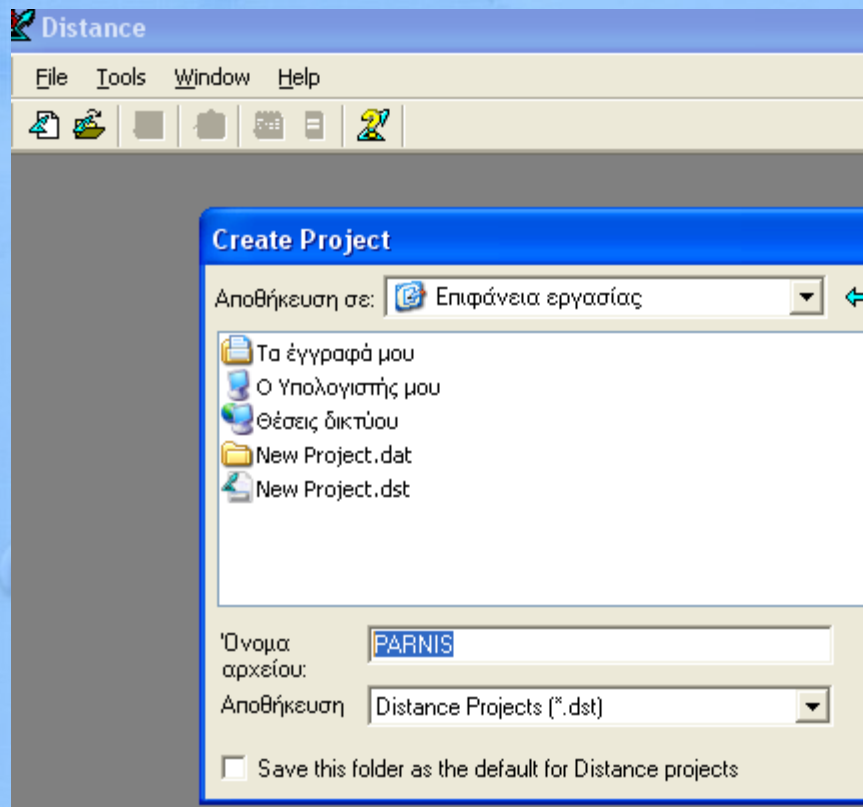 Distance
File Tools Window Help
Create Project
Αποθήκευση σε: Επιφάνεια εργασίας
Τα έγγραφά μου
Ο Υπολογιστής μου
Θέσεις δικτύου
New Project.dat
New Project.dst
Όνομα αρχείου: PARNIS
Αποθήκευση Distance Projects (*.dst)
Save this folder as the default for Distance projects